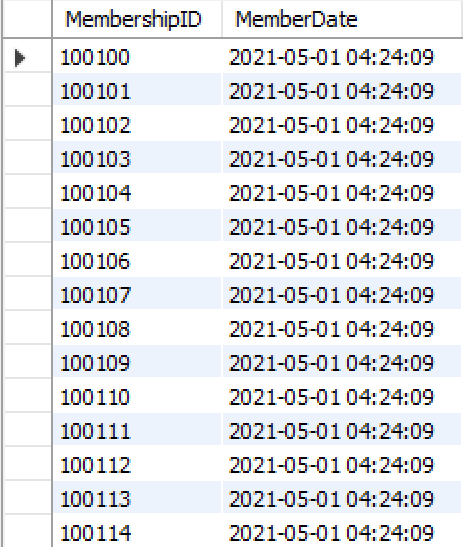 MembershipID MemberDate
100100 2021-05-01 04:24:09
100101 2021-05-01 04:24:09
100102 2021-05-01 04:24:09
100103 2021-05-01 04:24:09
100104 2021-05-01 04:24:09
100105 2021-05-01 04:24:09
100106 2021-05-01 04:24:09
100107 2021-05-01 04:24:09
100108 2021-05-01 04:24:09
100109 2021-05-01 04:24:09
100110 2021-05-01 04:24:09
100111 2021-05-01 04:24:09
100112 2021-05-01 04:24:09
100113 2021-05-01 04:24:09
100114 2021-05-01 04:24:09